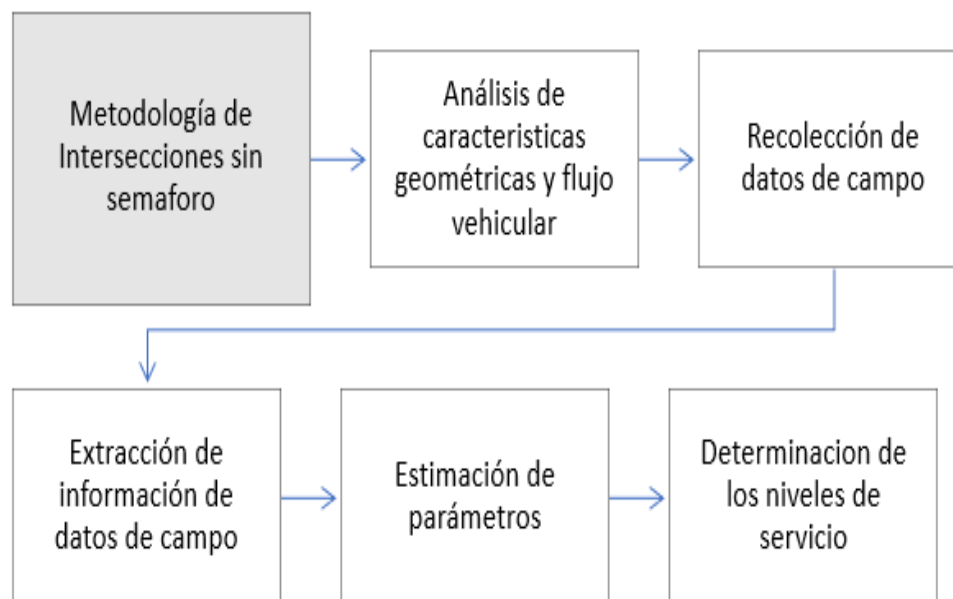 Metodología de
Intersecciones sin
semaforo
Análisis de
caracteristicas
geométricas y flujo
vehicular
Recolección de
datos de campo
Extracción de
información de
datos de campo
Estimación de
parámetros
Determinacion de
los niveles de
servicio